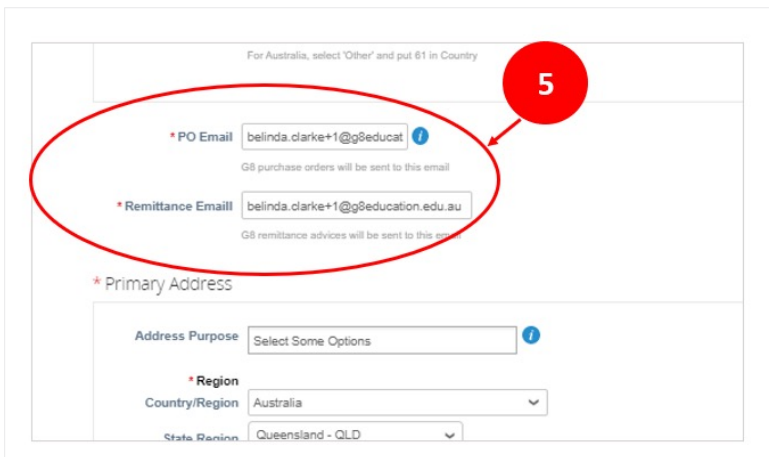 For Australia, select 'Other' and put 61 in Country
5
* PO Email belinda.clarke+1@g8educat i
G8 purchase orders will be sent to this email
* Remittance Emaill belinda.clarke+1@g8education.edu.au
G8 remittance advices will be sent to this email
* Primary Address
Address Purpose Select Some Options i
* Region
Country/Region Australia
State Region Queensland - QLD